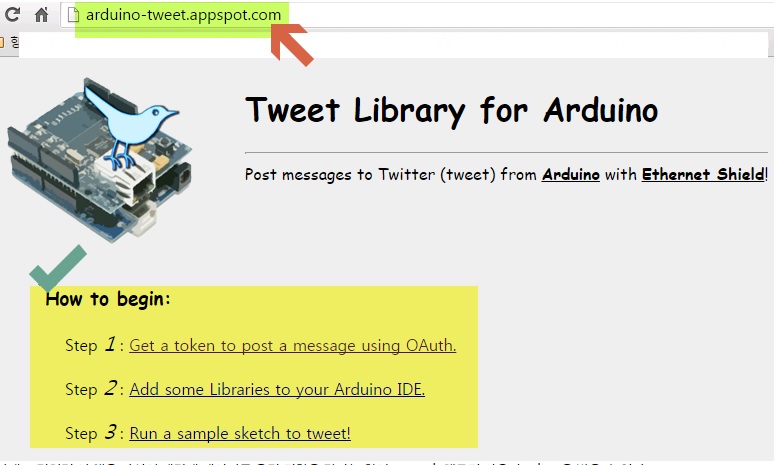 arduino-tweet.appspot.com
Tweet Library for Arduino
Post messages to Twitter (tweet) from Arduino with Ethernet Shield!
How to begin:
Step 1 : Get a token to post a message using OAuth.
Step 2 : Add some Libraries to your Arduino IDE.
Step 3 : Run a sample sketch to tweet!